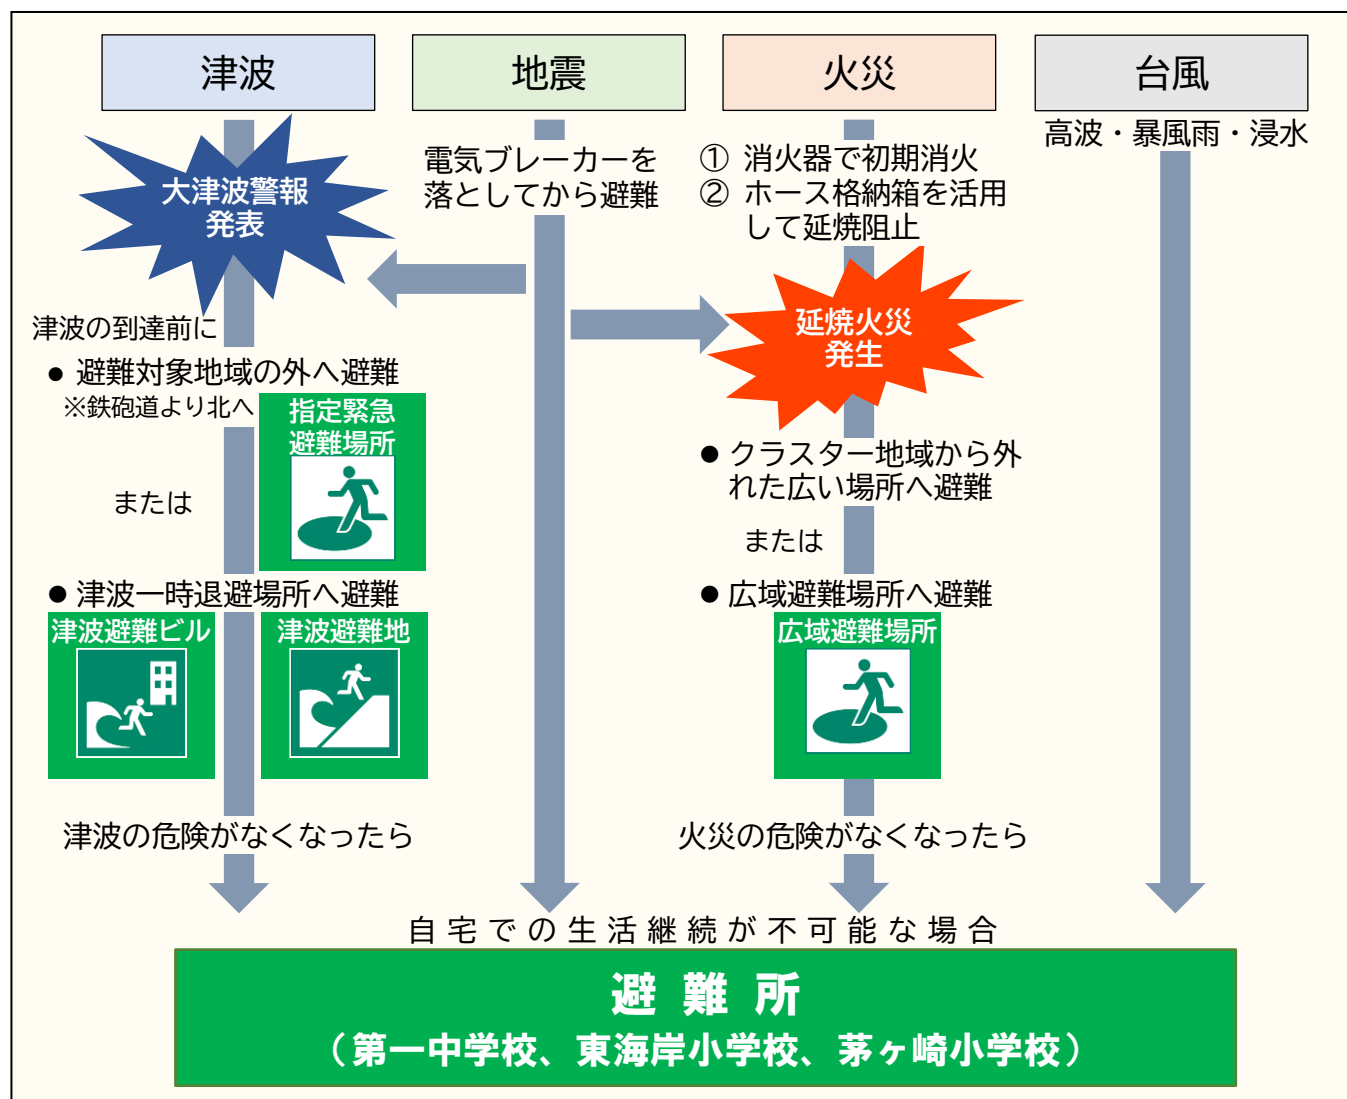 津波
大津波警報
発表
津波の到達前に
● 避難対象地域の外へ避難
※鉄砲道より北へ
指定緊急
避難場所
または
● 津波一時退避場所へ避難
津波避難ビル
津波避難地
津波の危険がなくなったら
地震
電気ブレーカーを
落としてから避難
火災
① 消火器で初期消火
② ホース格納箱を活用
して延焼阻止
延焼火災
発生
● クラスター地域から外
れた広い場所へ避難
または
● 広域避難場所へ避難
広域避難場所
火災の危険がなくなったら
台風
高波・暴風雨・浸水
自宅での生活継続が不可能な場合
避難所
（第一中学校、東海岸小学校、茅ヶ崎小学校）